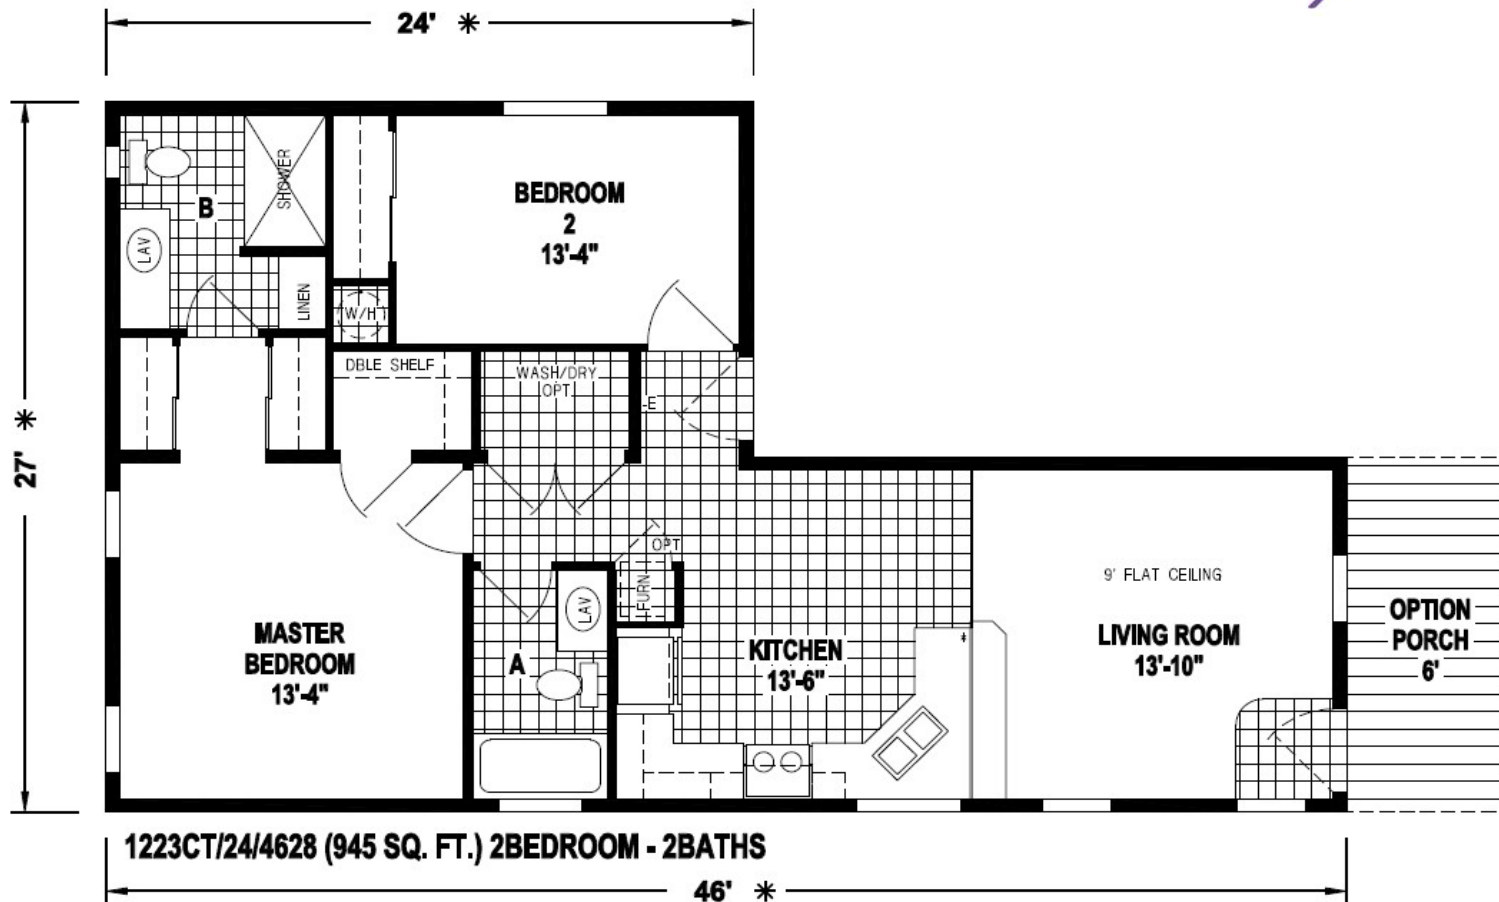 24' ✳
SHOWER
BEDROOM
2
13'-4"
B
LAV
LINEN
W/H
DBLE SHELF
WASH/DRY
OPT
-E
27' ✳
OPT
FURN
LAV
9' FLAT CEILING
MASTER
BEDROOM
13'-4"
A
KITCHEN
13'-6"
LIVING ROOM
13'-10"
OPTION
PORCH
6'
1223CT/24/4628 (945 SQ. FT.) 2BEDROOM - 2BATHS
46' ✳